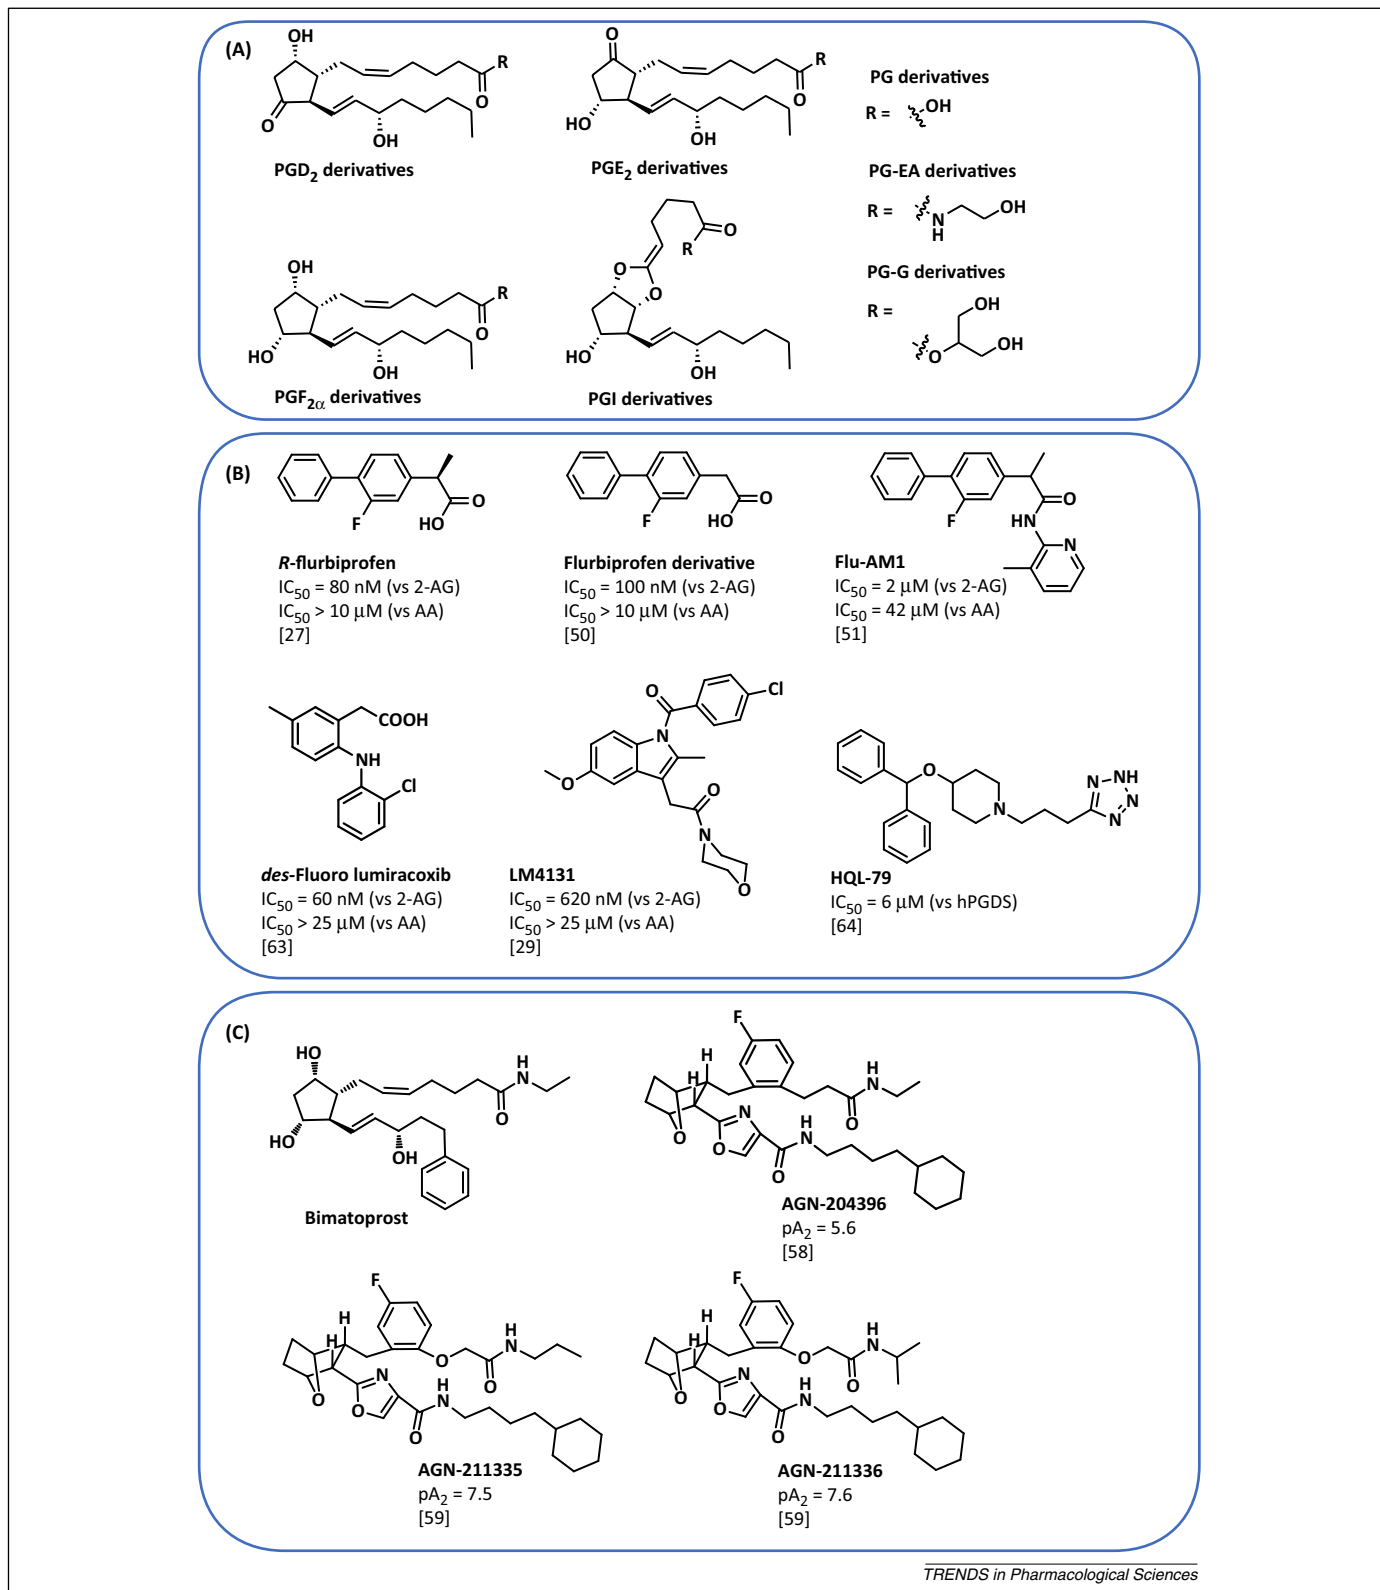 (A)
OH
R
O
O
OH
PGD2 derivatives
O
R
O
HO
OH
PGE2 derivatives
PG derivatives
R =
OH
PG-EA derivatives
R =
N
H
OH
PG-G derivatives
R =
OH
O
OH
OH
R
O
HO
OH
PGF2α derivatives
O
R
O
O
HO
OH
PGI derivatives
(B)
F
HO
O
R-flurbiprofen
IC50 = 80 nM (vs 2-AG)
IC50 > 10 μM (vs AA)
[27]
F
HO
O
Flurbiprofen derivative
IC50 = 100 nM (vs 2-AG)
IC50 > 10 μM (vs AA)
[50]
F
O
HN
N
Flu-AM1
IC50 = 2 μM (vs 2-AG)
IC50 = 42 μM (vs AA)
[51]
COOH
NH
Cl
des-Fluoro lumiracoxib
IC50 = 60 nM (vs 2-AG)
IC50 > 25 μM (vs AA)
[63]
O
Cl
N
O
O
N
O
LM4131
IC50 = 620 nM (vs 2-AG)
IC50 > 25 μM (vs AA)
[29]
O
N
N
NH
N
N
HQL-79
IC50 = 6 μM (vs hPGDS)
[64]
(C)
HO
H
N
O
HO
OH
Bimatoprost
F
H
H
H
N
O
O
N
O
H
N
O
AGN-204396
pA2 = 5.6
[58]
F
H
H
O
H
N
O
O
N
O
H
N
O
AGN-211335
pA2 = 7.5
[59]
F
H
H
O
H
N
O
O
N
O
H
N
O
AGN-211336
pA2 = 7.6
[59]
TRENDS in Pharmacological Sciences